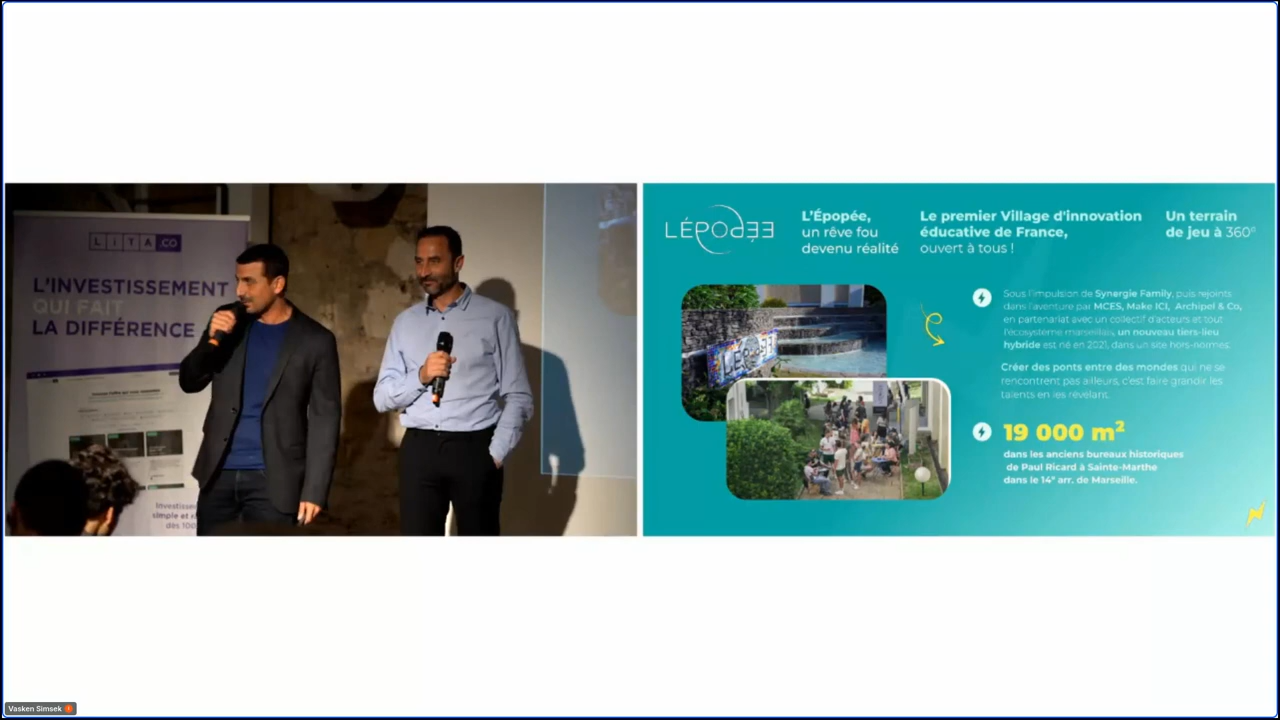 LITA.CO
L'INVESTISSEMENT
QUI FAIT
LA DIFFÉRENCE
simple et
dès 100
LÉPOPÉE
L'Épopée,
un rêve fou
devenu réalité
Le premier Village d'innovation
éducative de France,
ouvert à tous !
Un terrain
de jeu à 360°
L'ÉPOPÉE
Sous l'impulsion de Synergie Family, puis rejoints
dans l'aventure par MCES, Make ICI, Archipel & Co,
en partenariat avec un collectif d'acteurs et tout
l'écosystème marseillais, un nouveau tiers-lieu
hybride est né en 2021, dans un site hors-normes.
Créer des ponts entre des mondes qui ne se
rencontrent pas ailleurs, c'est faire grandir les
talents en les révélant.
19 000 m²
dans les anciens bureaux historiques
de Paul Ricard à Sainte-Marthe
dans le 14ᵉ arr. de Marseille.
Vasken Simsek